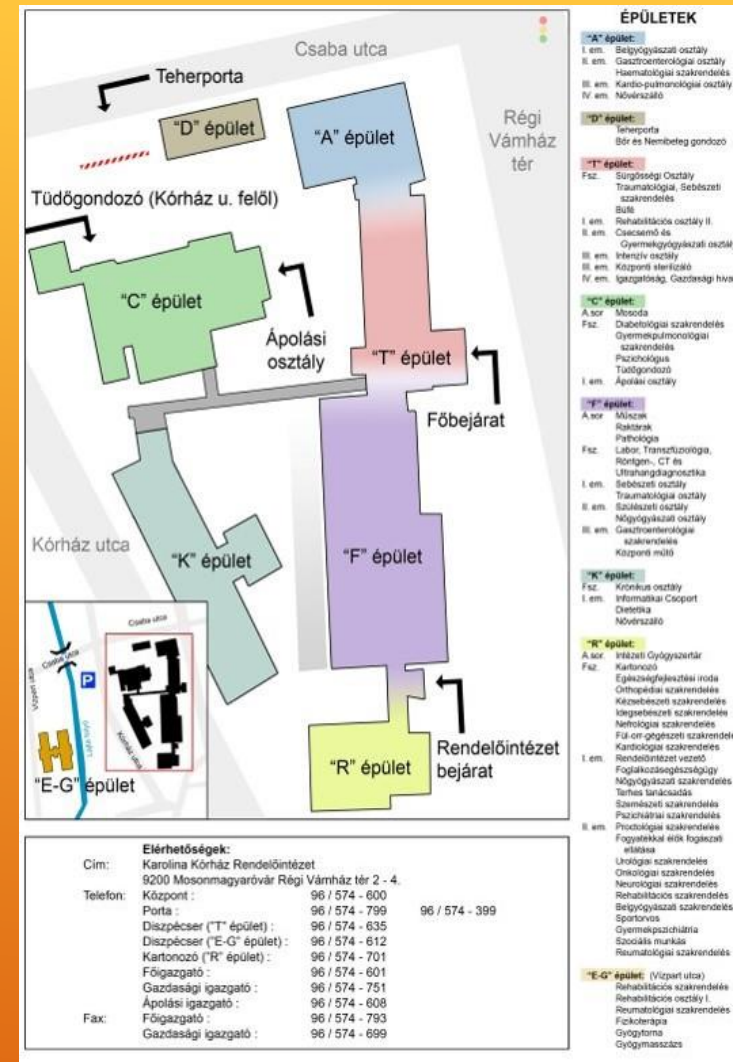 Csaba utca
Teherporta
"D" épület
"A" épület
Régi
Vámház
tér
Tüdőgondozó (Kórház u. felől)
"C" épület
Ápolási
osztály
"T" épület
Főbejárat
Kórház utca
"K" épület
"F" épület
Csaba utca
Csaba utca
P
Vízpart utca
Kórház utca
"E-G" épület
"R" épület
Rendelőintézet
bejárat
Elérhetőségek:
Cím: Karolina Kórház Rendelőintézet
9200 Mosonmagyaróvár Régi Vámház tér 2 - 4.
Telefon: Központ : 96 / 574 - 600
Porta : 96 / 574 - 799 96 / 574 - 399
Diszpécser ("T" épület) : 96 / 574 - 635
Diszpécser ("E-G" épület) : 96 / 574 - 612
Kartonozó ("R" épület) : 96 / 574 - 701
Főigazgató : 96 / 574 - 601
Gazdasági igazgató : 96 / 574 - 751
Ápolási igazgató : 96 / 574 - 608
Fax: Főigazgató : 96 / 574 - 793
Gazdasági igazgató : 96 / 574 - 699
ÉPÜLETEK
"A" épület:
I. em. Belgyógyászati osztály
II. em. Gasztroenterológiai osztály
Haematológiai szakrendelés
III. em. Kardio-pulmonológiai osztály
IV. em. Nővérszálló
"D" épület:
Teherporta
Bőr és Nemibeteg gondozó
"T" épület:
Fsz. Sürgősségi Osztály
Traumatológiai, Sebészeti
szakrendelés
Büfé
I. em. Rehabilitációs osztály II.
II. em. Csecsemő és
Gyermekgyógyászati osztály
III. em. Intenzív osztály
III. em. Központi sterilizáló
IV. em. Igazgatóság, Gazdasági hiva
"C" épület:
A.sor Mosoda
Fsz. Diabetológiai szakrendelés
Gyermekpulmonológiai
szakrendelés
Pszichológus
Tüdőgondozó
I. em. Ápolási osztály
"F" épület:
A.sor Műszak
Raktárak
Pathológia
Fsz. Labor, Transzfúziológia,
Röntgen-, CT és
Ultrahangdiagnosztika
I. em. Sebészeti osztály
Traumatológiai osztály
II. em. Szülészeti osztály
Nőgyógyászati osztály
III. em. Gasztroenterológiai
szakrendelés
Központi műtő
"K" épület:
Fsz. Krónikus osztály
I. em. Informatikai Csoport
Dietetika
Nővérszálló
"R" épület:
A.sor. Intézeti Gyógyszertár
Fsz. Kartonozó
Egészségfejlesztési iroda
Orthopédiai szakrendelés
Kézsebészeti szakrendelés
Idegsebészeti szakrendelés
Nefrológiai szakrendelés
Fül-orr-gégészeti szakrendelé
Kardiológiai szakrendelés
I. em. Rendelőintézet vezető
Foglalkozásegészségügy
Nőgyógyászati szakrendelés
Terhes tanácsadás
Szemészeti szakrendelés
Pszichiátriai szakrendelés
II. em. Proctológiai szakrendelés
Fogyatékkal élők fogászati
ellátása
Urológiai szakrendelés
Onkológiai szakrendelés
Neurológiai szakrendelés
Rehabilitációs szakrendelés
Belgyógyászati szakrendelés
Sportorvos
Gyermekpszichiátria
Szociális munkás
Reumatológiai szakrendelés
"E-G" épület: (Vízpart utca)
Rehabilitációs szakrendelés
Rehabilitációs osztály I.
Reumatológiai szakrendelés
Fizikoterápia
Gyógytorna
Gyógymasszázs